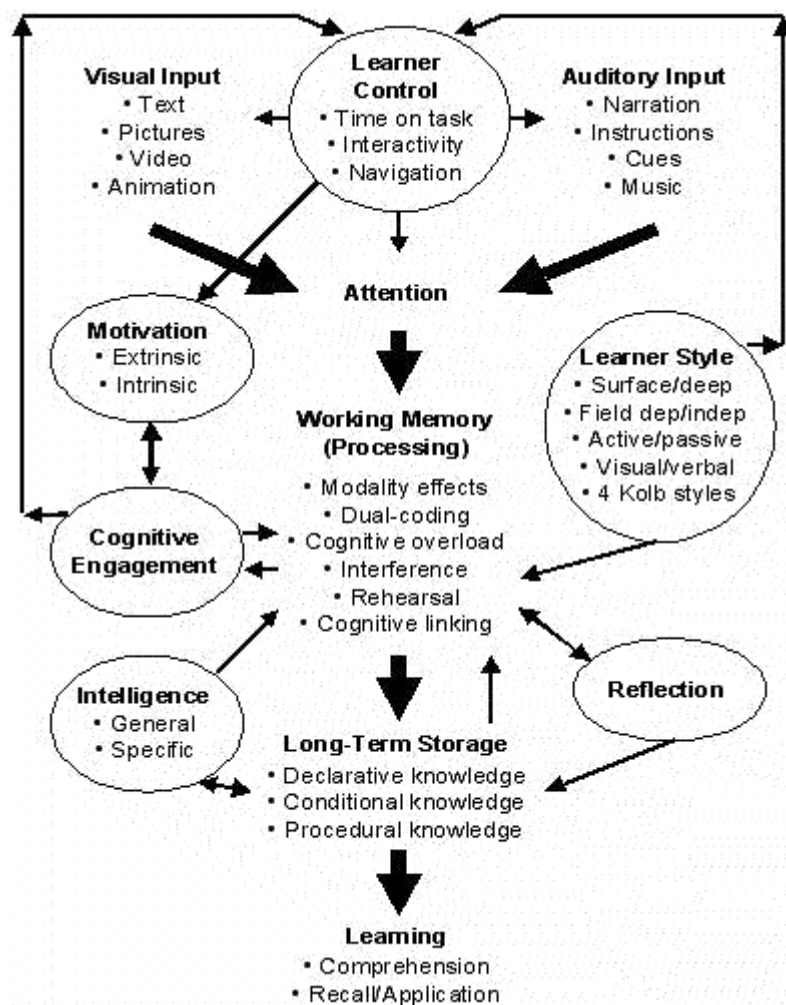 Visual Input
• Text
• Pictures
• Video
• Animation
Learner
Control
• Time on task
• Interactivity
• Navigation
Auditory Input
• Narration
• Instructions
• Cues
• Music
Attention
Motivation
• Extrinsic
• Intrinsic
Learner Style
• Surface/deep
• Field dep/indep
• Active/passive
• Visual/verbal
• 4 Kolb styles
Working Memory
(Processing)
• Modality effects
• Dual-coding
• Cognitive overload
• Interference
• Rehearsal
• Cognitive linking
Cognitive
Engagement
Intelligence
• General
• Specific
Reflection
Long-Term Storage
• Declarative knowledge
• Conditional knowledge
• Procedural knowledge
Learning
• Comprehension
• Recall/Application